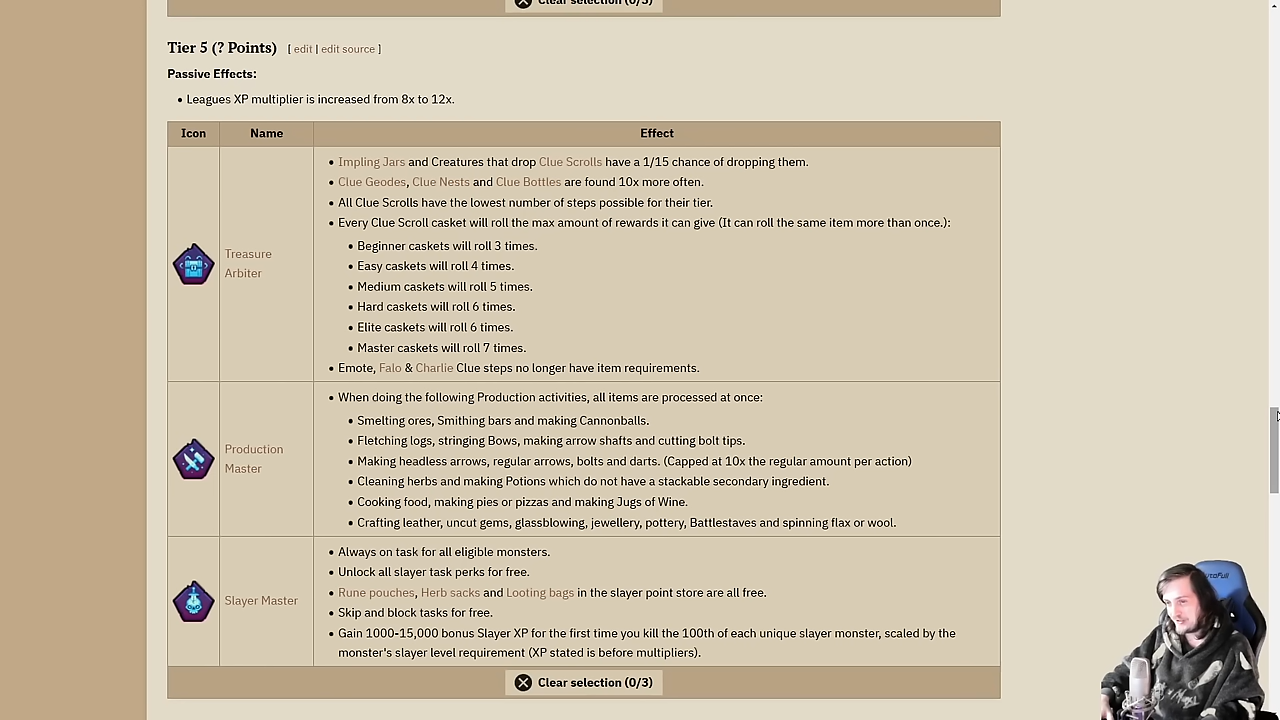 Clear selection (0/3)
Tier 5 (? Points) [ edit | edit source ]
Passive Effects:
• Leagues XP multiplier is increased from 8x to 12x.
Icon Name Effect
• Impling Jars and Creatures that drop Clue Scrolls have a 1/15 chance of dropping them.
• Clue Geodes, Clue Nests and Clue Bottles are found 10x more often.
• All Clue Scrolls have the lowest number of steps possible for their tier.
• Every Clue Scroll casket will roll the max amount of rewards it can give (It can roll the same item more than once.):
• Beginner caskets will roll 3 times.
Treasure
Arbiter
• Easy caskets will roll 4 times.
• Medium caskets will roll 5 times.
• Hard caskets will roll 6 times.
• Elite caskets will roll 6 times.
• Master caskets will roll 7 times.
• Emote, Falo & Charlie Clue steps no longer have item requirements.
• When doing the following Production activities, all items are processed at once:
• Smelting ores, Smithing bars and making Cannonballs.
• Fletching logs, stringing Bows, making arrow shafts and cutting bolt tips.
Production
Master
• Making headless arrows, regular arrows, bolts and darts. (Capped at 10x the regular amount per action)
• Cleaning herbs and making Potions which do not have a stackable secondary ingredient.
• Cooking food, making pies or pizzas and making Jugs of Wine.
• Crafting leather, uncut gems, glassblowing, jewellery, pottery, Battlestaves and spinning flax or wool.
• Always on task for all eligible monsters.
• Unlock all slayer task perks for free.
Slayer Master
• Rune pouches, Herb sacks and Looting bags in the slayer point store are all free.
• Skip and block tasks for free.
• Gain 1000-15,000 bonus Slayer XP for the first time you kill the 100th of each unique slayer monster, scaled by the
monster's slayer level requirement (XP stated is before multipliers).
Clear selection (0/3)
AutoFull